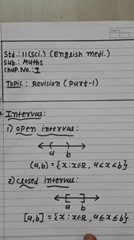 Std.: 11(Sci.) (English medi.)
Sub.: Maths
Chap. No.: 1
Topic: Revision (Part-1)
Interval:
1) open interval:
a b
(a,b) = {x:x∈R, a<x<b}
2) closed interval:
a b
[a,b] = {x:x∈R, a≤x≤b}